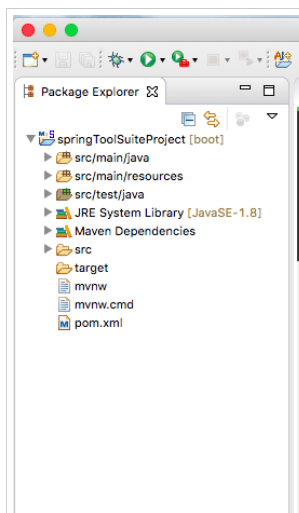 Package Explorer
springToolSuiteProject [boot]
src/main/java
src/main/resources
src/test/java
JRE System Library [JavaSE-1.8]
Maven Dependencies
src
target
mvnw
mvnw.cmd
pom.xml